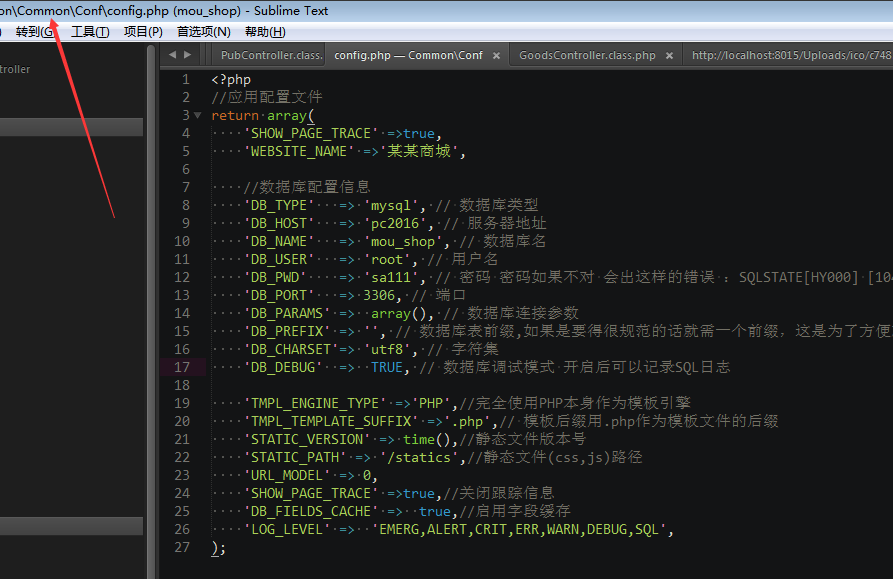 on\Common\Conf\config.php (mou_shop) - Sublime Text
转到(G) 工具(T) 项目(P) 首选项(N) 帮助(H)
troller
PubController.class. config.php — Common\Conf × GoodsController.class.php × http://localhost:8015/Uploads/ico/c748
1 <?php
2 //应用配置文件
3 return array(
4 'SHOW_PAGE_TRACE' =>true,
5 'WEBSITE_NAME' =>'某某商城',
6
7 //数据库配置信息
8 'DB_TYPE' => 'mysql', // 数据库类型
9 'DB_HOST' => 'pc2016', // 服务器地址
10 'DB_NAME' => 'mou_shop', // 数据库名
11 'DB_USER' => 'root', // 用户名
12 'DB_PWD' => 'sa111', // 密码 密码如果不对 会出这样的错误 : SQLSTATE[HY000] [104
13 'DB_PORT' => 3306, // 端口
14 'DB_PARAMS' => array(), // 数据库连接参数
15 'DB_PREFIX' => '', // 数据库表前缀,如果是要得很规范的话就需一个前缀，这是为了方便
16 'DB_CHARSET'=> 'utf8', // 字符集
17 'DB_DEBUG' => TRUE, // 数据库调试模式 开启后可以记录SQL日志
18
19 'TMPL_ENGINE_TYPE' =>'PHP',//完全使用PHP本身作为模板引擎
20 'TMPL_TEMPLATE_SUFFIX' =>'.php',// 模板后缀用.php作为模板文件的后缀
21 'STATIC_VERSION' => time(),//静态文件版本号
22 'STATIC_PATH' => '/statics',//静态文件(css,js)路径
23 'URL_MODEL' => 0,
24 'SHOW_PAGE_TRACE' =>true,//关闭跟踪信息
25 'DB_FIELDS_CACHE' => true,//启用字段缓存
26 'LOG_LEVEL' => 'EMERG,ALERT,CRIT,ERR,WARN,DEBUG,SQL',
27 );